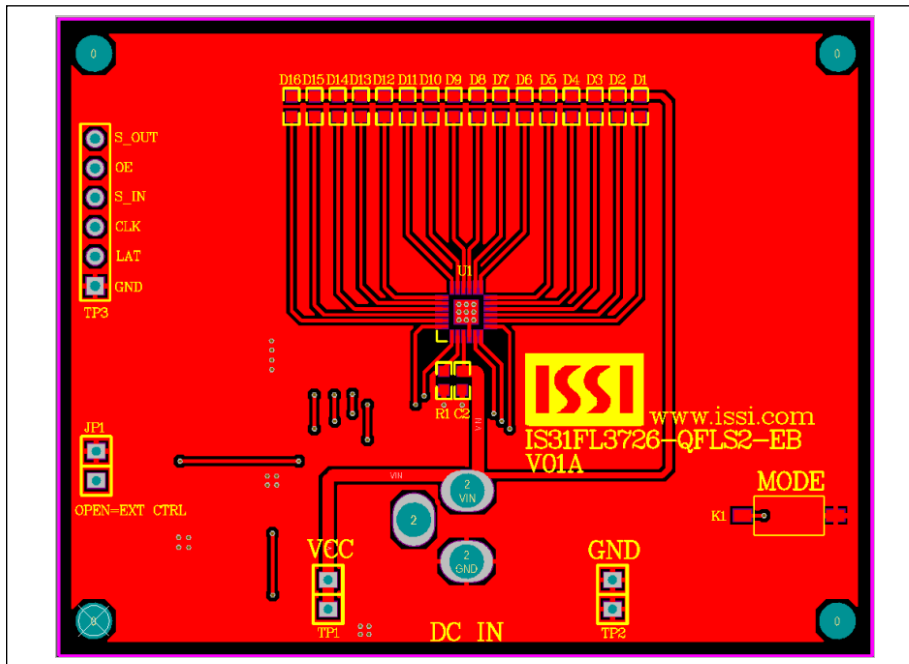 0
0
D16 D15 D14 D13 D12 D11 D10 D9 D8 D7 D6 D5 D4 D3 D2 D1
S_OUT
OE
S_IN
CLK
LAT
GND
TP3
U1
ISSI
R1 C2
www.issi.com
IS31FL3726-QFLS2-EB
V01A
VIN
JP1
OPEN=EXT CTRL
VIN
2
VIN
2
MODE
K1
VCC
2
GND
GND
TP1
DC IN
TP2
0